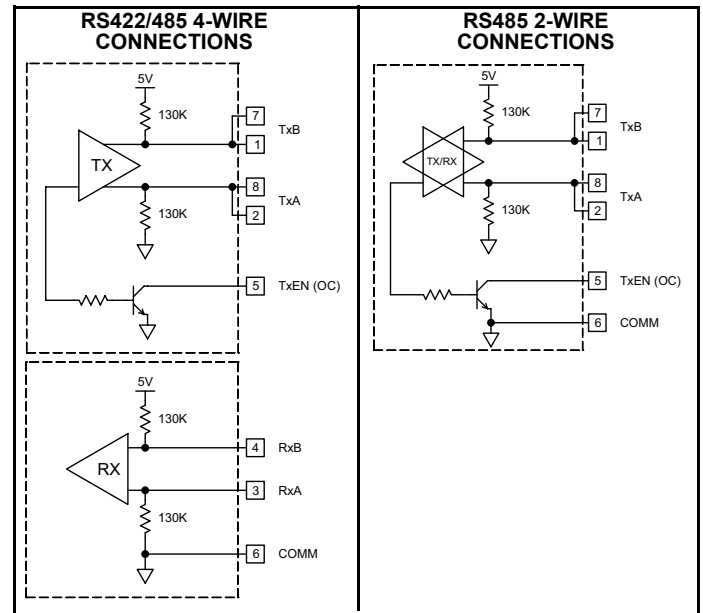 RS422/485 4-WIRE
CONNECTIONS
5V
130K
7
TxB
1
TX
8
TxA
130K
2
5
TxEN (OC)
5V
130K
4
RxB
RX
3
RxA
130K
6
COMM
RS485 2-WIRE
CONNECTIONS
5V
130K
7
TxB
1
TX/RX
8
TxA
130K
2
5
TxEN (OC)
6
COMM